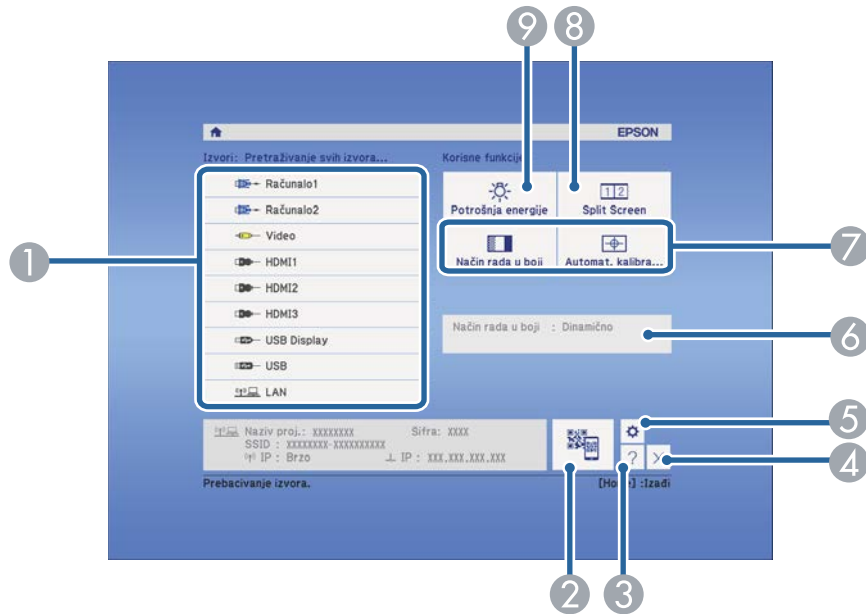 9 8
EPSON
Izvori: Pretraživanje svih izvora...
Korisne funkcije
Računalo1
Računalo2
Video
HDMI1
HDMI2
HDMI3
USB Display
USB
LAN
1
Potrošnja energije
1 2
Split Screen
Način rada u boji
Automat. kalibra...
7
Način rada u boji : Dinamično
6
Naziv proj.: XXXXXXXX Sifra: XXXX
SSID : XXXXXXXX-XXXXXXXXXX
IP : Brzo IP : XXX.XXX.XXX.XXX
5
?
4
Prebacivanje izvora.
[Home] :Izađi
2 3